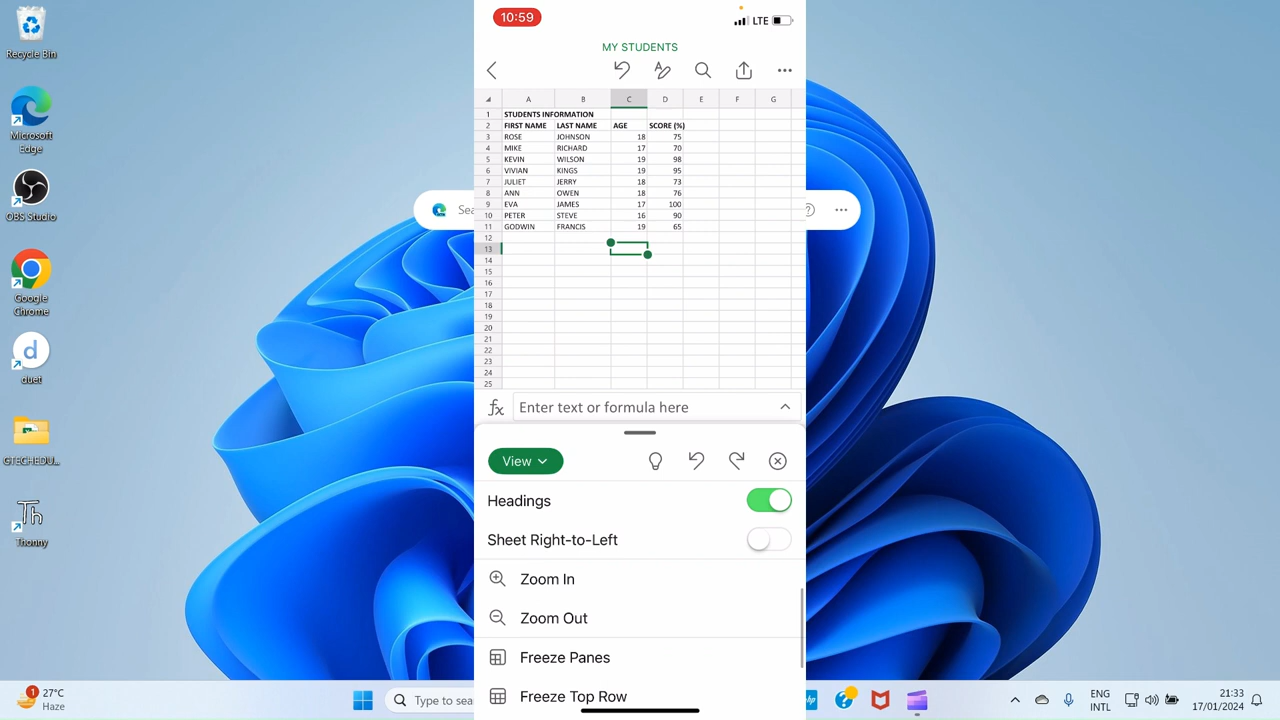 Recycle Bin
Microsoft
Edge
OBS Studio
Google
Chrome
d
duet
GTECHEDU...
Th
Thonny
Sea
10:59
LTE
MY STUDENTS
A B C D E F G
1 STUDENTS INFORMATION
2 FIRST NAME LAST NAME AGE SCORE (%)
3 ROSE JOHNSON 18 75
4 MIKE RICHARD 17 70
5 KEVIN WILSON 19 98
6 VIVIAN KINGS 19 95
7 JULIET JERRY 18 73
8 ANN OWEN 18 76
9 EVA JAMES 17 100
10 PETER STEVE 16 90
11 GODWIN FRANCIS 19 65
12
13
14
15
16
17
18
19
20
21
22
23
24
25
fx Enter text or formula here
View
Headings
Sheet Right-to-Left
Zoom In
Zoom Out
Freeze Panes
Freeze Top Row
1
27°C
Haze
Type to sea
hp
ENG
INTL
21:33
17/01/202